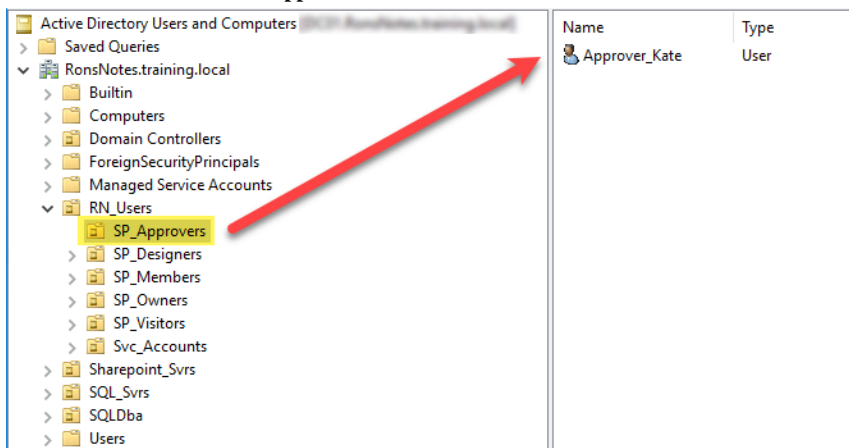 Active Directory Users and Computers
Saved Queries
RonsNotes.training.local
Builtin
Computers
Domain Controllers
ForeignSecurityPrincipals
Managed Service Accounts
RN_Users
SP_Approvers
SP_Designers
SP_Members
SP_Owners
SP_Visitors
Svc_Accounts
Sharepoint_Svrs
SQL_Svrs
SQLDba
Users
Name Type
Approver_Kate User